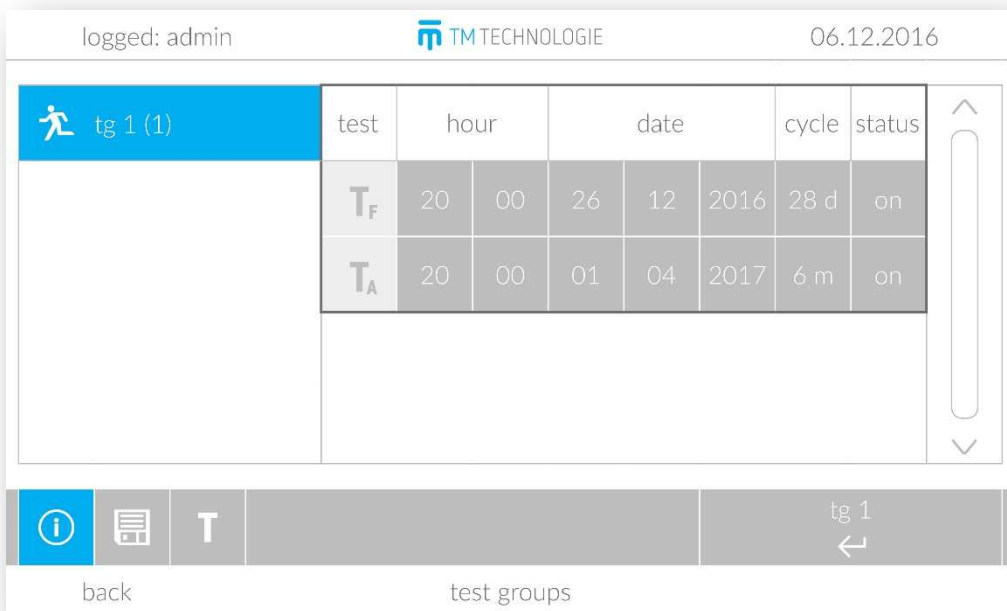 logged: admin TM TECHNOLOGIE 06.12.2016
tg 1 (1) test hour date cycle status
TF 20 00 26 12 2016 28 d on
TA 20 00 01 04 2017 6 m on
T tg 1
back test groups